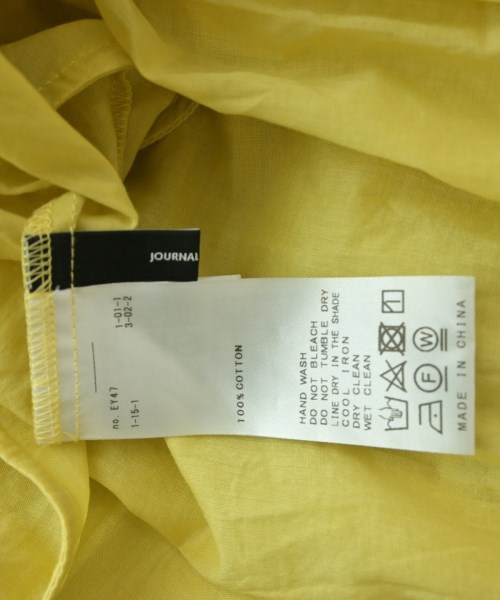 JOURNAL
1-01-1
3-02-2
no. EY47
1-15-1
100% COTTON
HAND WASH
DO NOT BLEACH
DO NOT TUMBLE DRY
LINE DRY IN THE SHADE
COOL IRON
DRY CLEAN
WET CLEAN
F
W
MADE IN CHINA